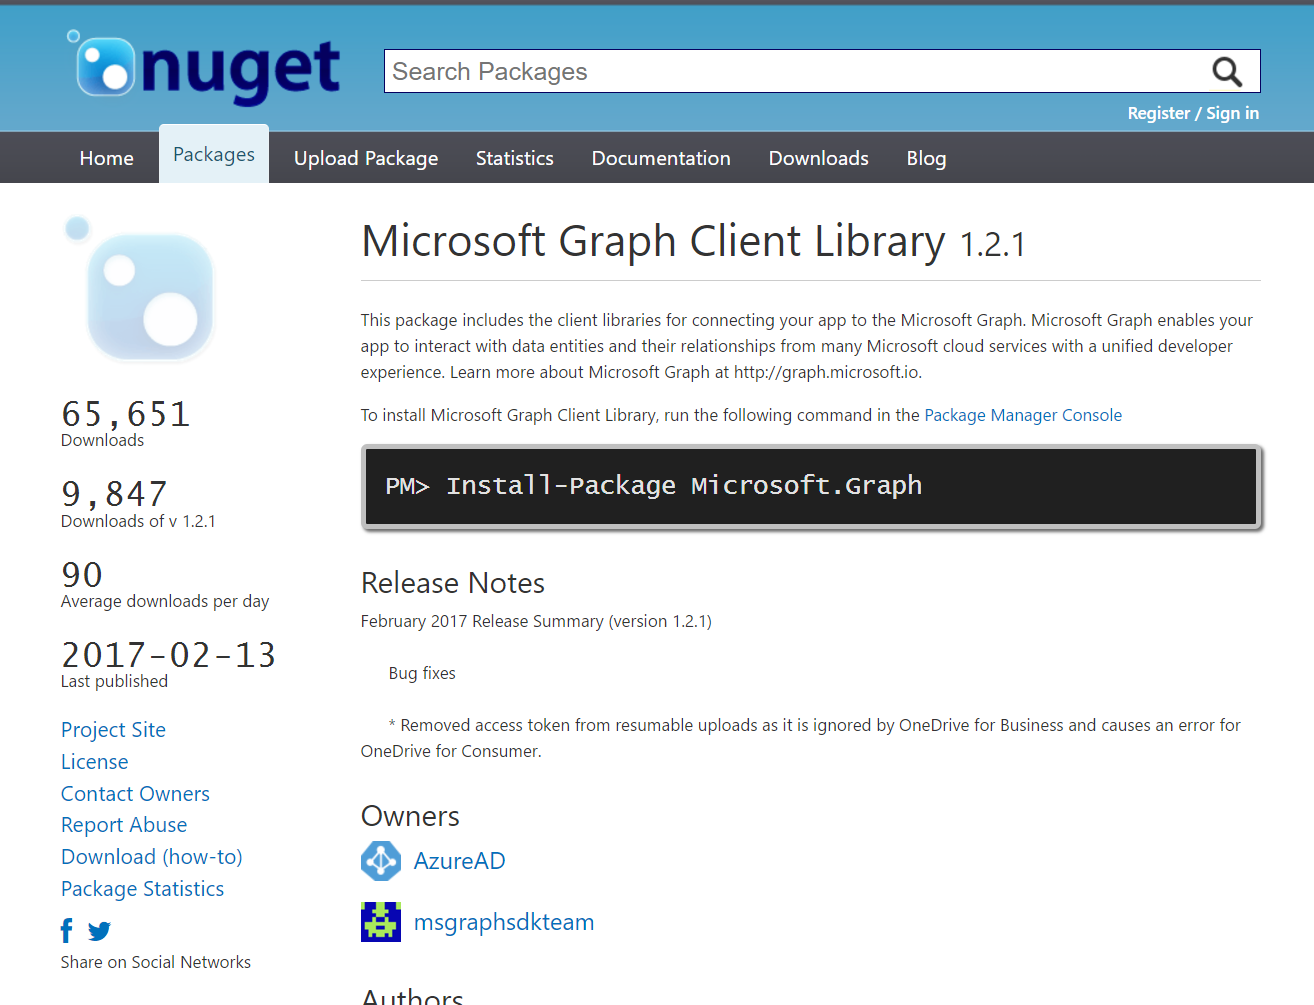 nuget
Search Packages
Register / Sign in
Home Packages Upload Package Statistics Documentation Downloads Blog
65,651
Downloads
9,847
Downloads of v 1.2.1
90
Average downloads per day
2017-02-13
Last published
Project Site
License
Contact Owners
Report Abuse
Download (how-to)
Package Statistics
Share on Social Networks
Microsoft Graph Client Library 1.2.1
This package includes the client libraries for connecting your app to the Microsoft Graph. Microsoft Graph enables your
app to interact with data entities and their relationships from many Microsoft cloud services with a unified developer
experience. Learn more about Microsoft Graph at http://graph.microsoft.io.
To install Microsoft Graph Client Library, run the following command in the Package Manager Console
PM> Install-Package Microsoft.Graph
Release Notes
February 2017 Release Summary (version 1.2.1)
Bug fixes
* Removed access token from resumable uploads as it is ignored by OneDrive for Business and causes an error for
OneDrive for Consumer.
Owners
AzureAD
msgraphsdkteam
Authors